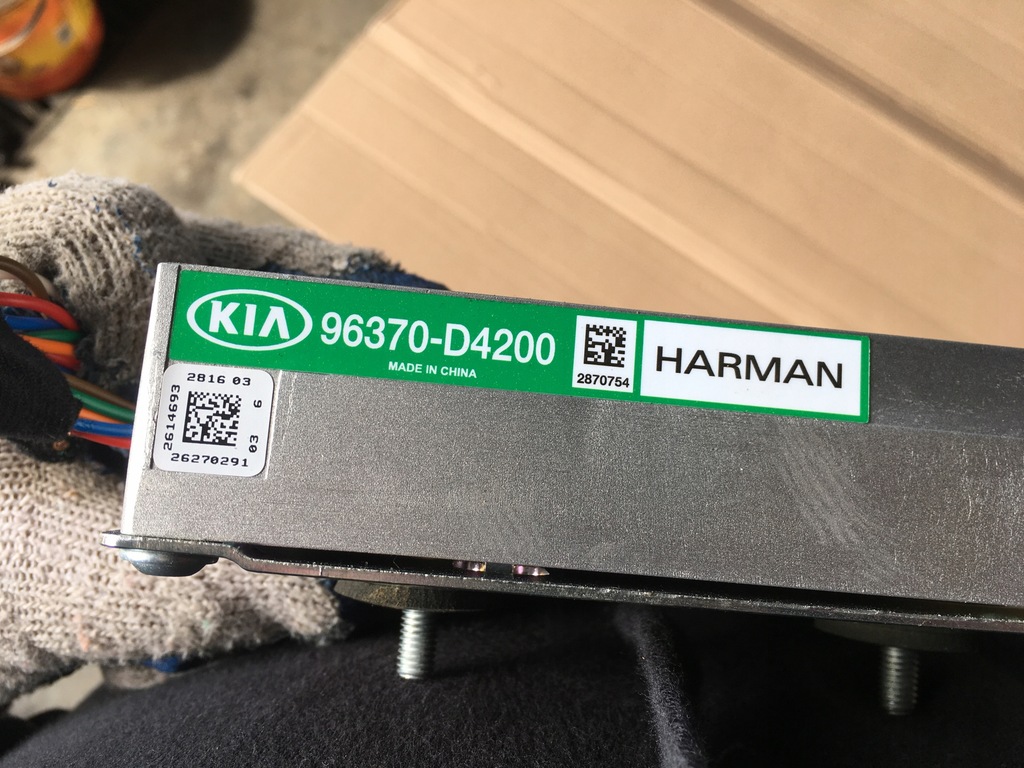 KIA 96370-D4200
MADE IN CHINA
2870754
HARMAN
2816 03
2614693
03 6
26270291